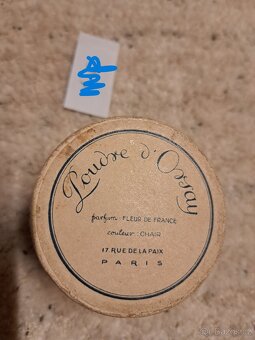 Poudre d'Orsay
parfum: FLEUR DE FRANCE
couleur: CHAIR
17. RUE DE LA PAIX
PARIS